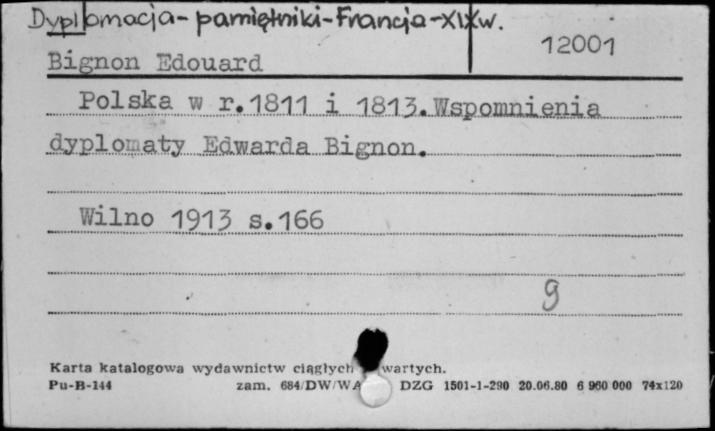 Dyplomacja-pamiętniki-Francja-XIXw.
12001
Bignon Edouard
Polska w r.1811 i 1813.Wspomnienia
dyplomaty Edwarda Bignon.
Wilno 1913 s.166
9
Karta katalogowa wydawnictw ciągłych wartych.
Pu-B-144 zam. 684/DW/WA DZG 1501-1-290 20.06.80 6 960 000 74x120